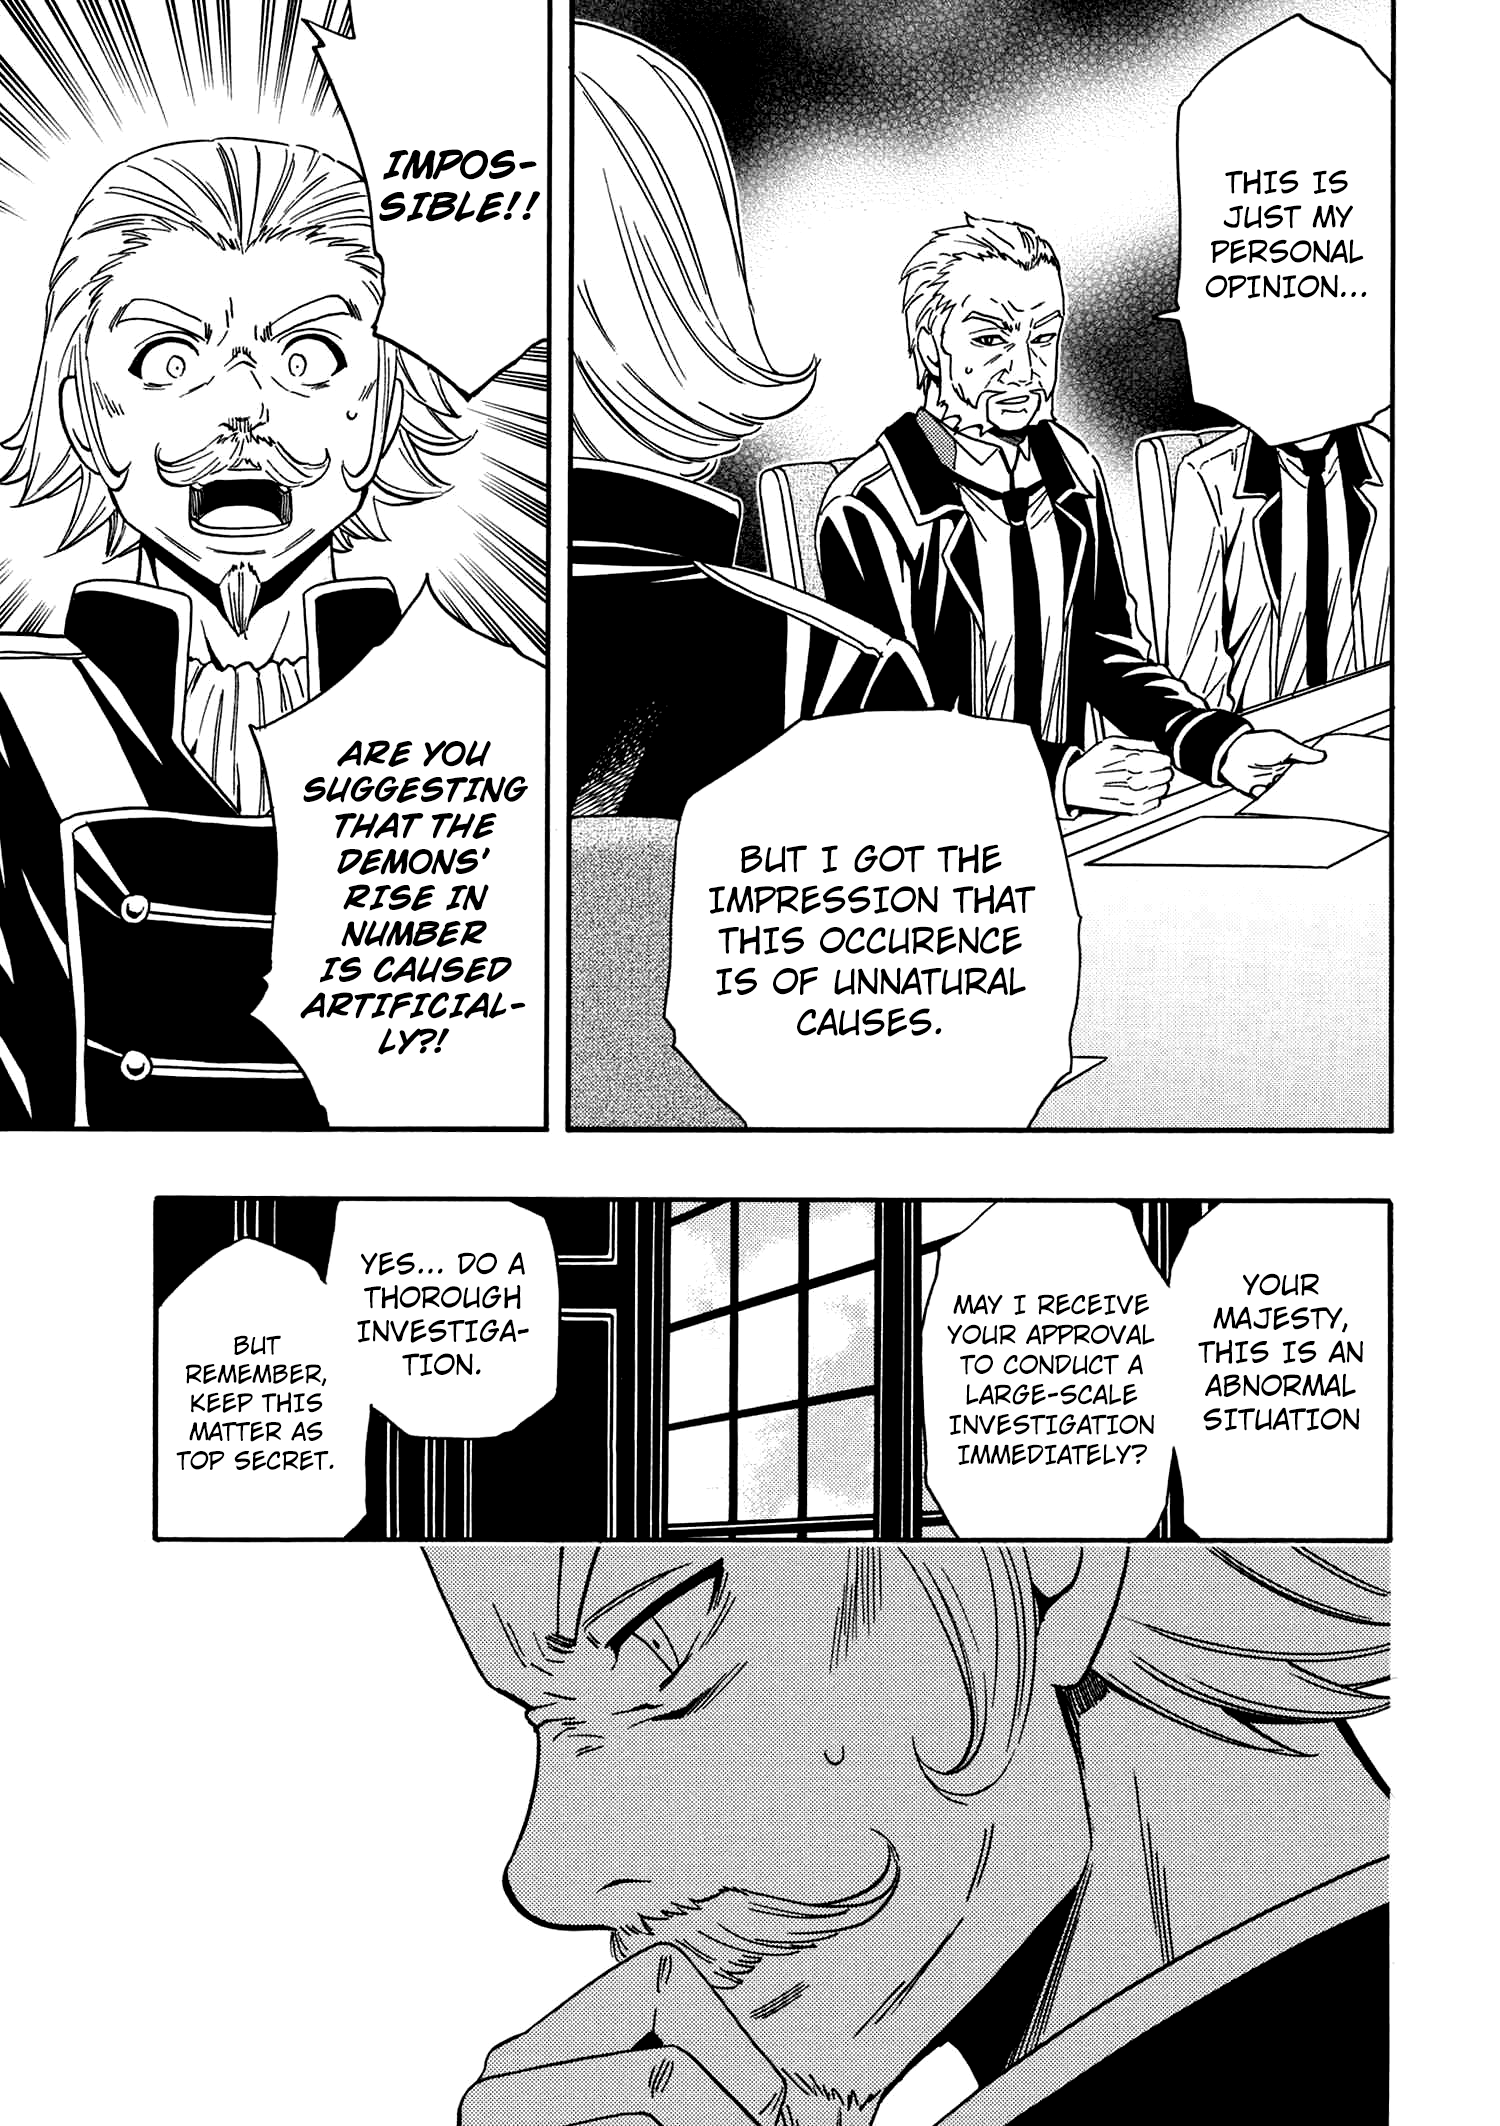 THIS IS
JUST MY
PERSONAL
OPINION...
BUT I GOT THE
IMPRESSION THAT
THIS OCCURENCE
IS OF UNNATURAL
CAUSES.
IMPOS-
SIBLE!!
ARE YOU
SUGGESTING
THAT THE
DEMONS'
RISE IN
NUMBER
IS CAUSED
ARTIFICIAL-
LY?!
YOUR
MAJESTY,
THIS IS AN
ABNORMAL
SITUATION
MAY I RECEIVE
YOUR APPROVAL
TO CONDUCT A
LARGE-SCALE
INVESTIGATION
IMMEDIATELY?
YES... DO A
THOROUGH
INVESTIGA-
TION.
BUT
REMEMBER,
KEEP THIS
MATTER AS
TOP SECRET.